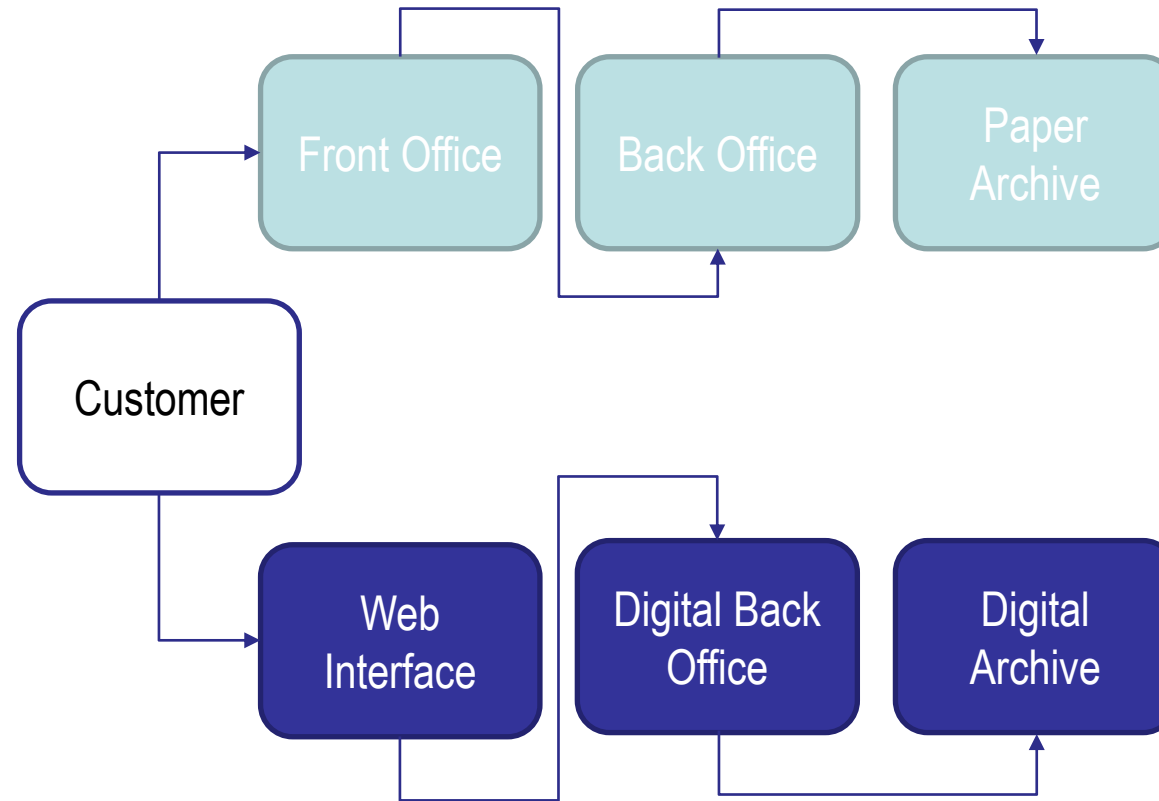 Front Office
Back Office
Paper
Archive
Customer
Web
Interface
Digital Back
Office
Digital
Archive